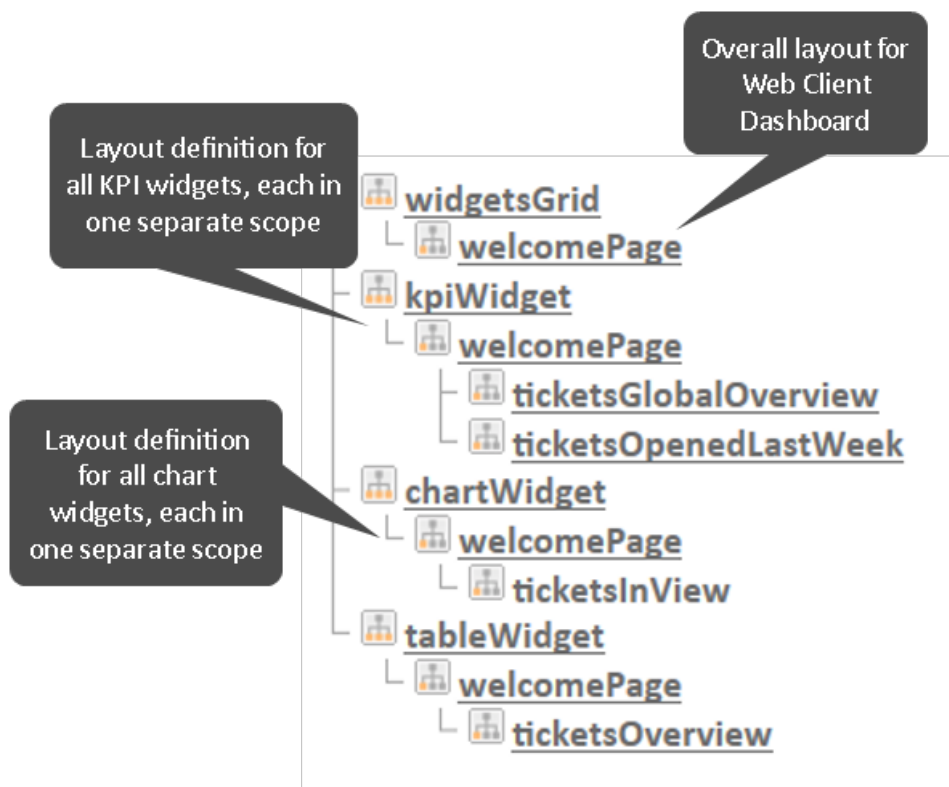 Overall layout for
Web Client
Dashboard
Layout definition for
all KPI widgets, each in
one separate scope
widgetsGrid
welcomePage
kpiWidget
welcomePage
ticketsGlobalOverview
ticketsOpenedLastWeek
Layout definition
for all chart
widgets, each in
one separate scope
chartWidget
welcomePage
ticketsInView
tableWidget
welcomePage
ticketsOverview